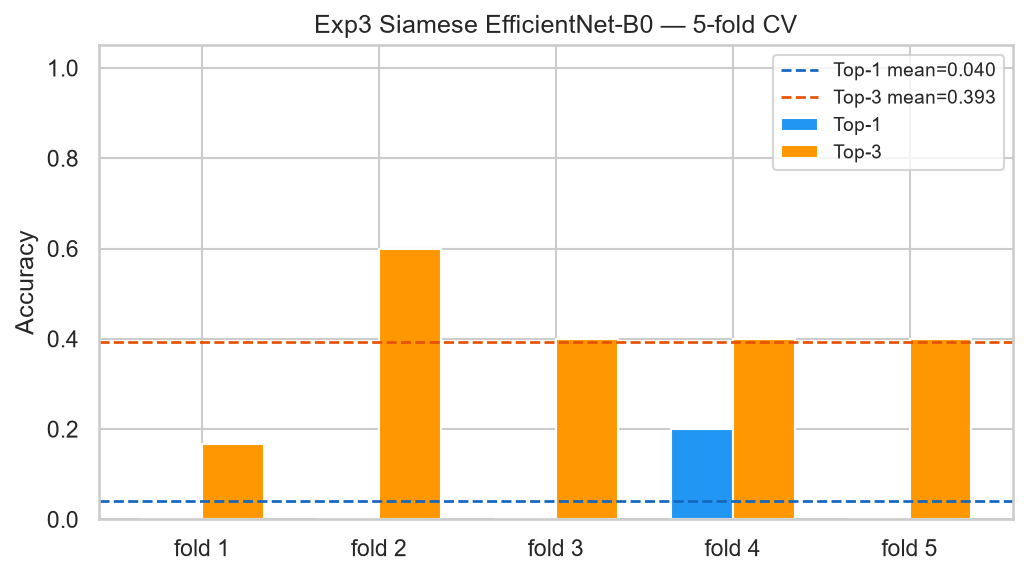 Exp3 Siamese EfficientNet-B0 — 5-fold CV
Top-1 mean=0.040
Top-3 mean=0.393
Top-1
Top-3
Accuracy
1.0
0.8
0.6
0.4
0.2
0.0
fold 1 fold 2 fold 3 fold 4 fold 5